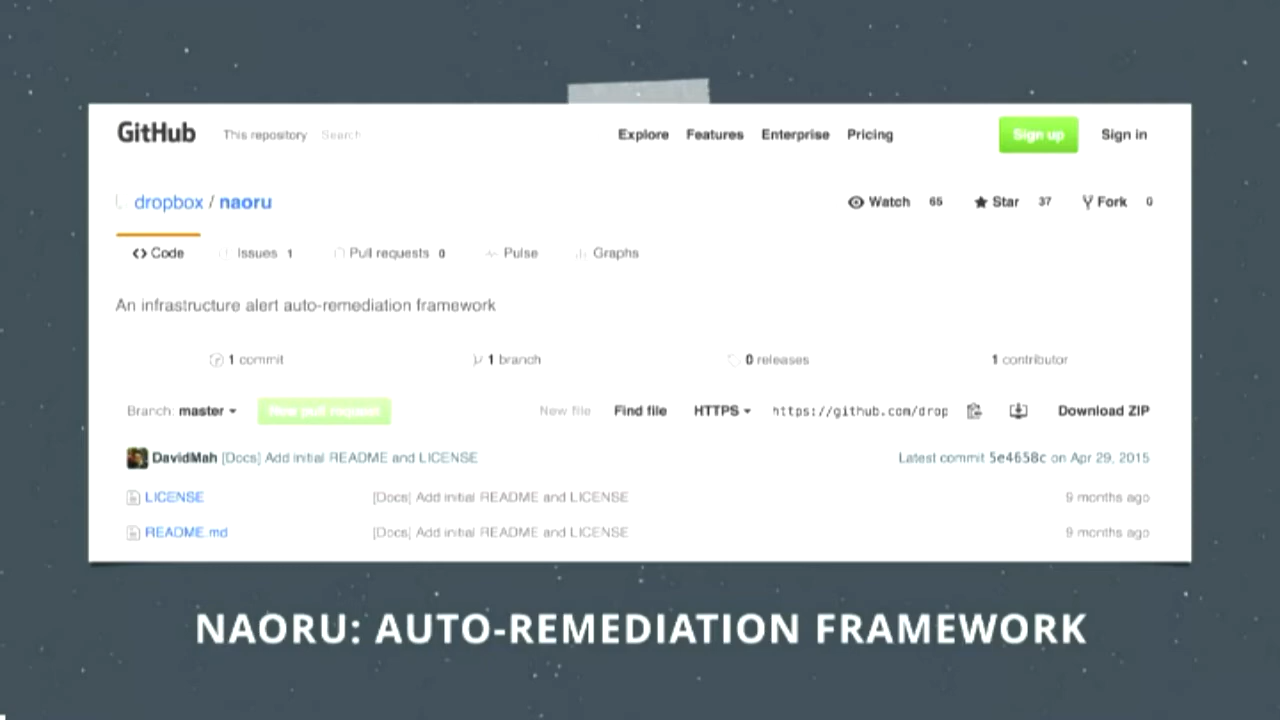 GitHub This repository Search Explore Features Enterprise Pricing Sign up Sign in
dropbox / naoru Watch 65 Star 37 Fork 0
Code Issues 1 Pull requests 0 Pulse Graphs
An infrastructure alert auto-remediation framework
1 commit 1 branch 0 releases 1 contributor
Branch: master New pull request New file Find file HTTPS https://github.com/drop Download ZIP
DavidMah [Docs] Add initial README and LICENSE Latest commit 5e4658c on Apr 29, 2015
LICENSE [Docs] Add initial README and LICENSE 9 months ago
README.md [Docs] Add initial README and LICENSE 9 months ago
NAORU: AUTO-REMEDIATION FRAMEWORK